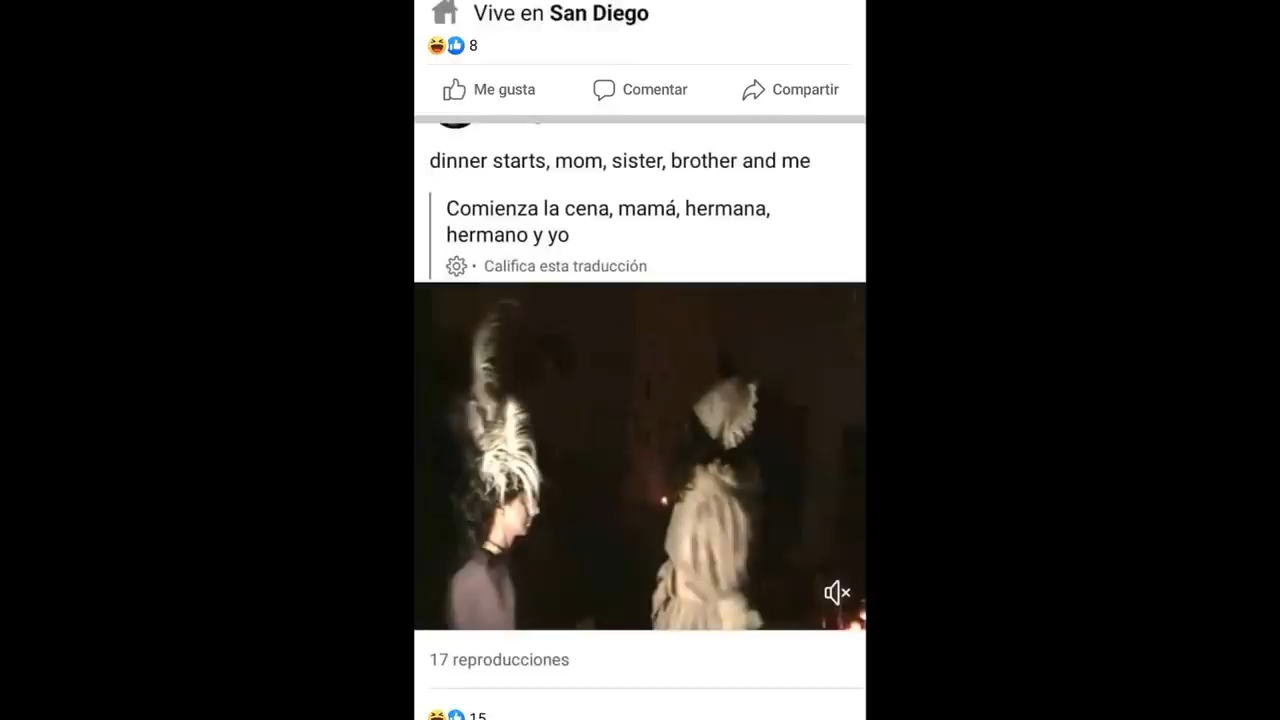 Vive en San Diego
8
Me gusta Comentar Compartir
dinner starts, mom, sister, brother and me
Comienza la cena, mamá, hermana,
hermano y yo
· Califica esta traducción
17 reproducciones
15